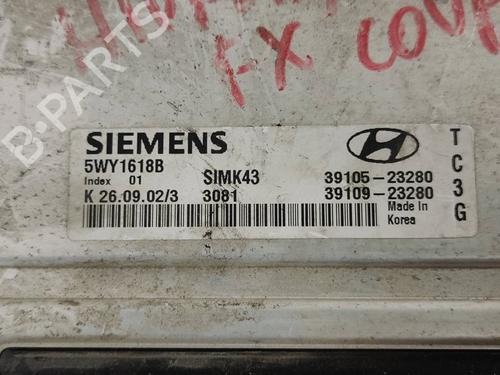 FX COUP
B-PARTS
SIEMENS
5WY1618B
Index 01 SIMK43 39105-23280
K 26.09.02/3 3081 39109-23280
Made In
Korea
T
C
3
G